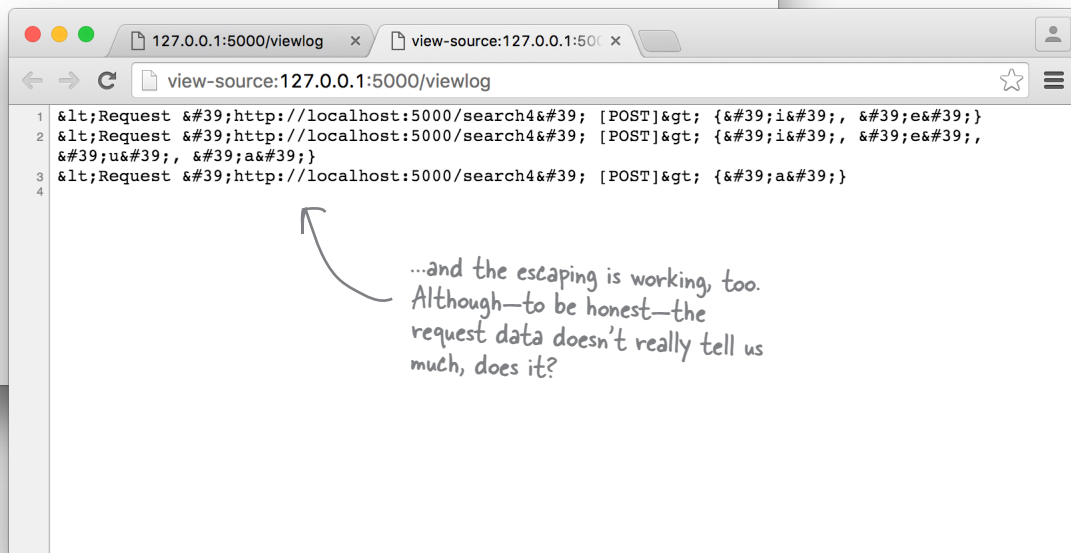 127.0.0.1:5000/viewlog
view-source:127.0.0.1:500
view-source:127.0.0.1:5000/viewlog
1 &lt;Request &#39;http://localhost:5000/search4&#39; [POST]&gt; {&#39;i&#39;, &#39;e&#39;}
2 &lt;Request &#39;http://localhost:5000/search4&#39; [POST]&gt; {&#39;i&#39;, &#39;e&#39;,
&#39;u&#39;, &#39;a&#39;}
3 &lt;Request &#39;http://localhost:5000/search4&#39; [POST]&gt; {&#39;a&#39;}
4
...and the escaping is working, too.
Although—to be honest—the
request data doesn't really tell us
much, does it?